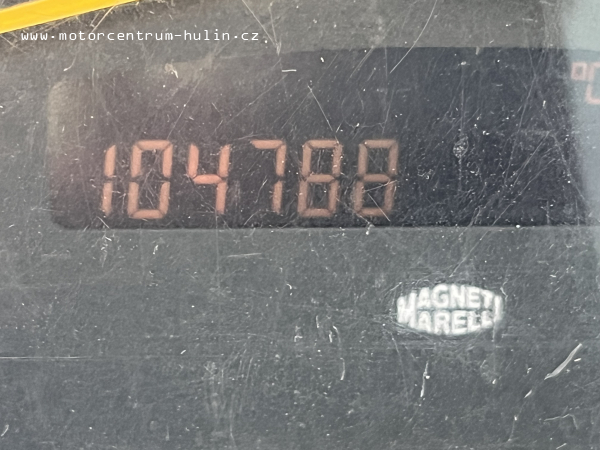 www.motorcentrum-hulin.cz
°C
104788
MAGNETI
MARELLI